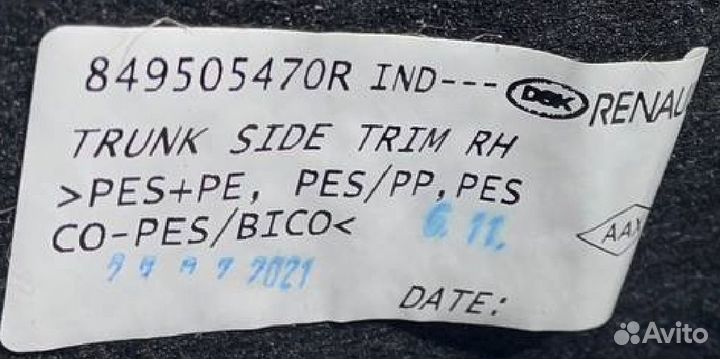 849505470R IND--- DSK RENAU
TRUNK SIDE TRIM RH
>PES+PE, PES/PP,PES
CO-PES/BICO<
6.11.
AAX
2021
DATE:
Avito